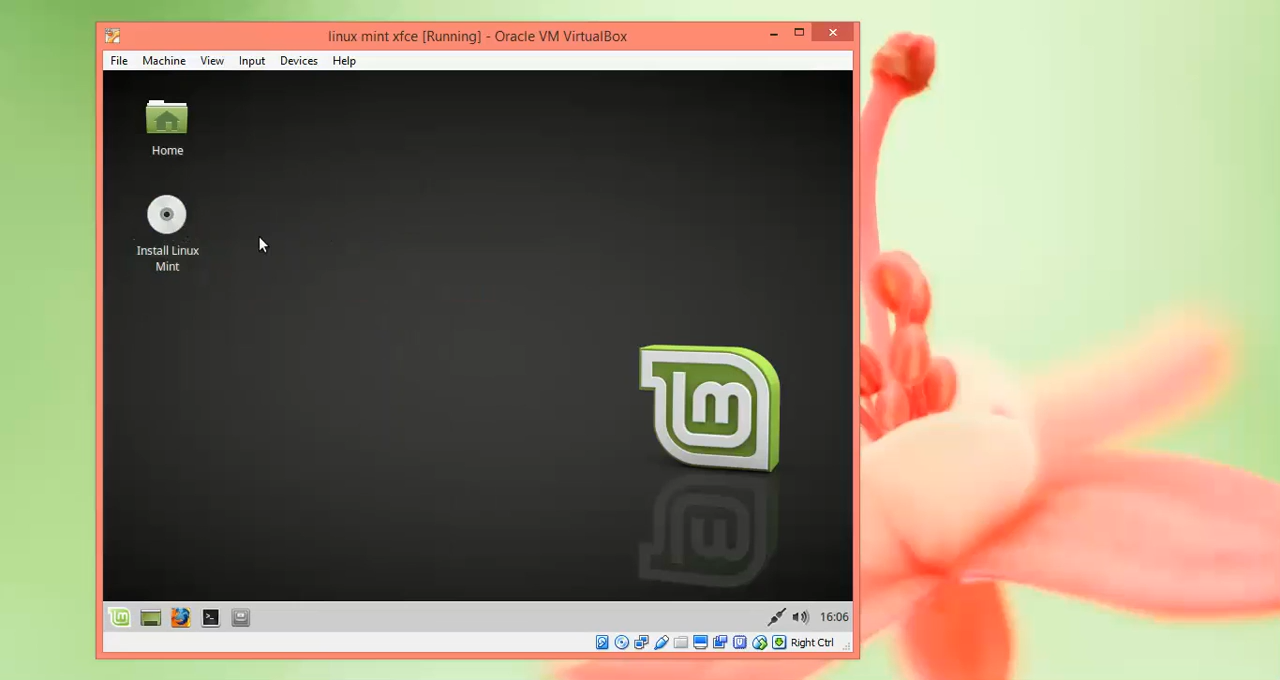 linux mint xfce [Running] - Oracle VM VirtualBox
File Machine View Input Devices Help
Home
Install Linux
Mint
lm
16:06
Right Ctrl